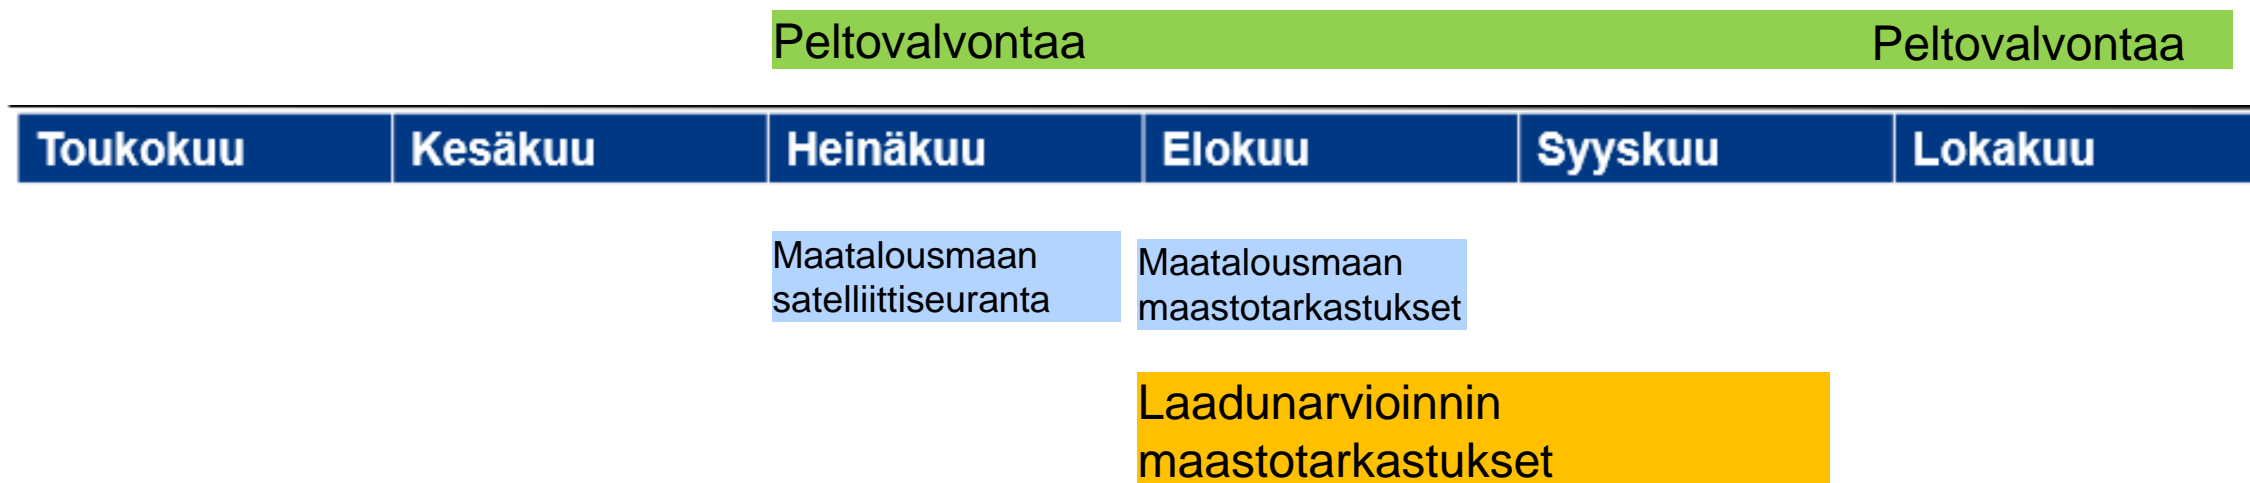 Peltovalvontaa Peltovalvontaa
Toukokuu Kesäkuu Heinäkuu Elokuu Syyskuu Lokakuu
Maatalousmaan
satelliittiseuranta
Maatalousmaan
maastotarkastukset
Laadunarvioinnin
maastotarkastukset